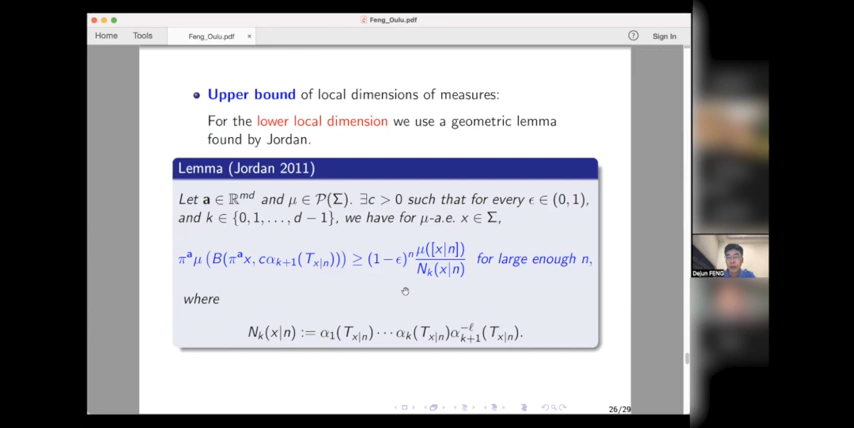 Feng_Oulu.pdf
Home Tools Feng_Oulu.pdf × ? Sign In
• Upper bound of local dimensions of measures:
For the lower local dimension we use a geometric lemma
found by Jordan.
Lemma (Jordan 2011)
Let a ∈ ℝ^{md} and μ ∈ 𝒫(Σ). ∃c > 0 such that for every ϵ ∈ (0, 1),
and k ∈ {0, 1, . . . , d − 1}, we have for μ-a.e. x ∈ Σ,
π^a μ (B(π^a x, cα_{k+1}(T_{x|n}))) ≥ (1 − ϵ)^n μ([x|n]) / N_k(x|n) for large enough n,
where
N_k(x|n) := α_1(T_{x|n}) ⋯ α_k(T_{x|n})α_{k+1}^{−ℓ}(T_{x|n}).
26/29
Dejun FENG